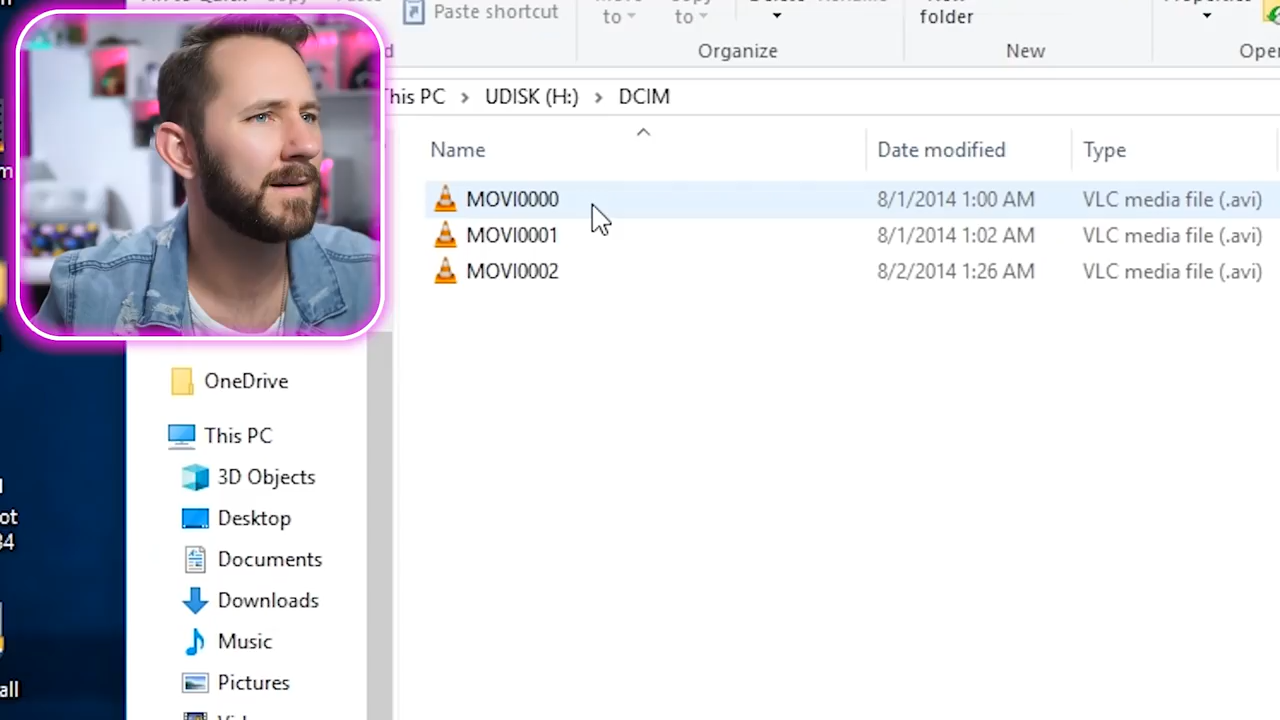 Paste shortcut
to
to
folder
Organize
New
This PC > UDISK (H:) > DCIM
Name Date modified Type
MOVI0000 8/1/2014 1:00 AM VLC media file (.avi)
MOVI0001 8/1/2014 1:02 AM VLC media file (.avi)
MOVI0002 8/2/2014 1:26 AM VLC media file (.avi)
OneDrive
This PC
3D Objects
Desktop
Documents
Downloads
Music
Pictures